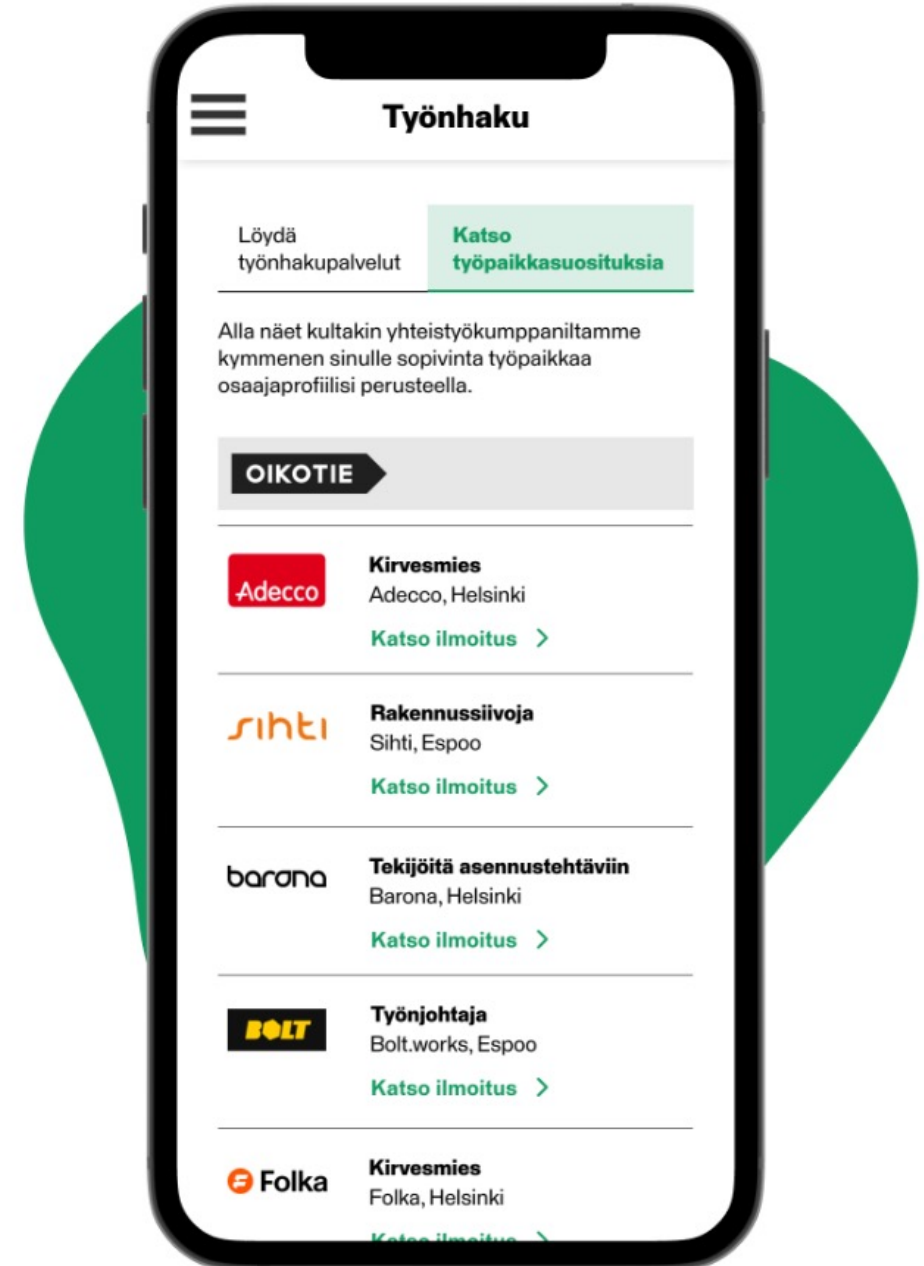 Työnhaku
Löydä
työnhakupalvelut
Katso
työpaikkasuosituksia
Alla näet kultakin yhteistyökumppaniltamme
kymmenen sinulle sopivinta työpaikkaa
osaajaprofiilisi perusteella.
OIKOTIE
Adecco
Kirvesmies
Adecco, Helsinki
Katso ilmoitus
sihti
Rakennussiivoja
Sihti, Espoo
Katso ilmoitus
barona
Tekijöitä asennustehtäviin
Barona, Helsinki
Katso ilmoitus
BOLT
Työnjohtaja
Bolt.works, Espoo
Katso ilmoitus
Folka
Kirvesmies
Folka, Helsinki
Katso ilmoitus